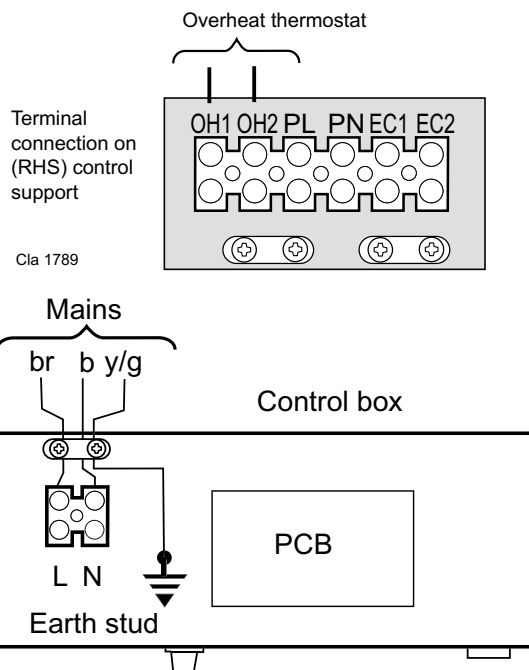 Overheat thermostat
Terminal
connection on
(RHS) control
support
OH1 OH2 PL PN EC1 EC2
Cla 1789
Mains
br b y/g
Control box
PCB
L N
Earth stud